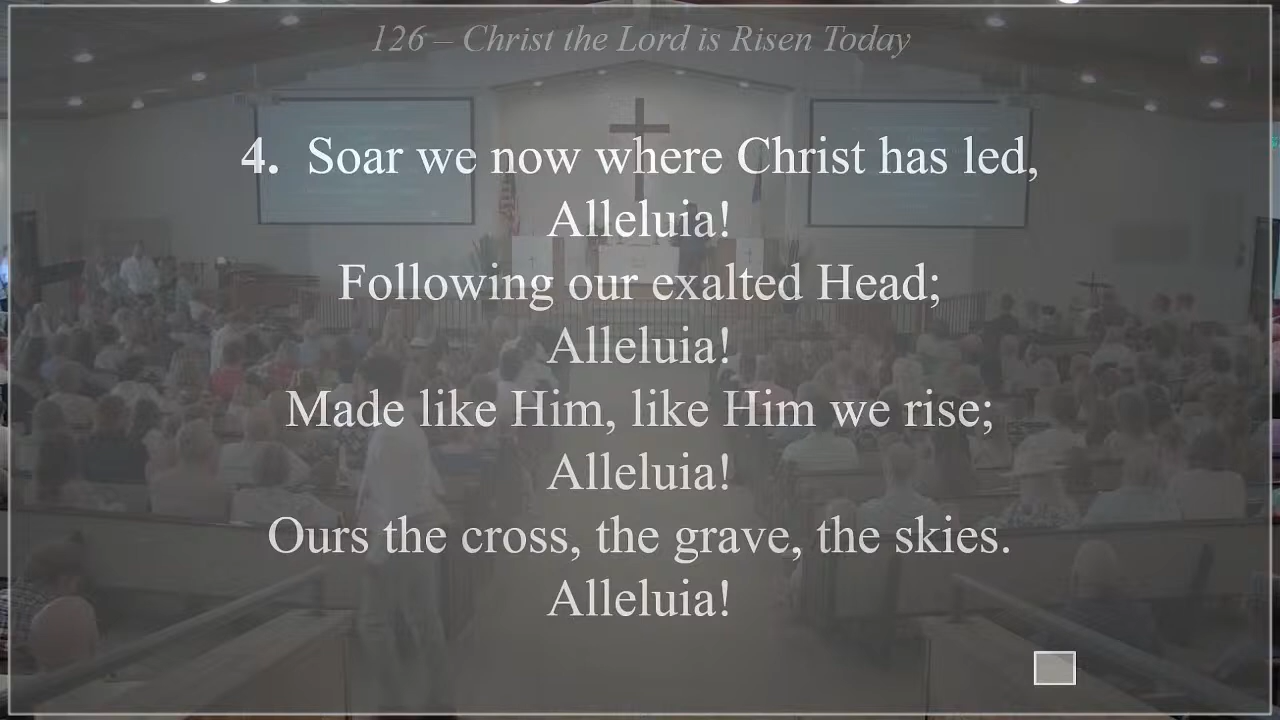 126 – Christ the Lord is Risen Today
4. Soar we now where Christ has led,
Alleluia!
Following our exalted Head;
Alleluia!
Made like Him, like Him we rise;
Alleluia!
Ours the cross, the grave, the skies.
Alleluia!